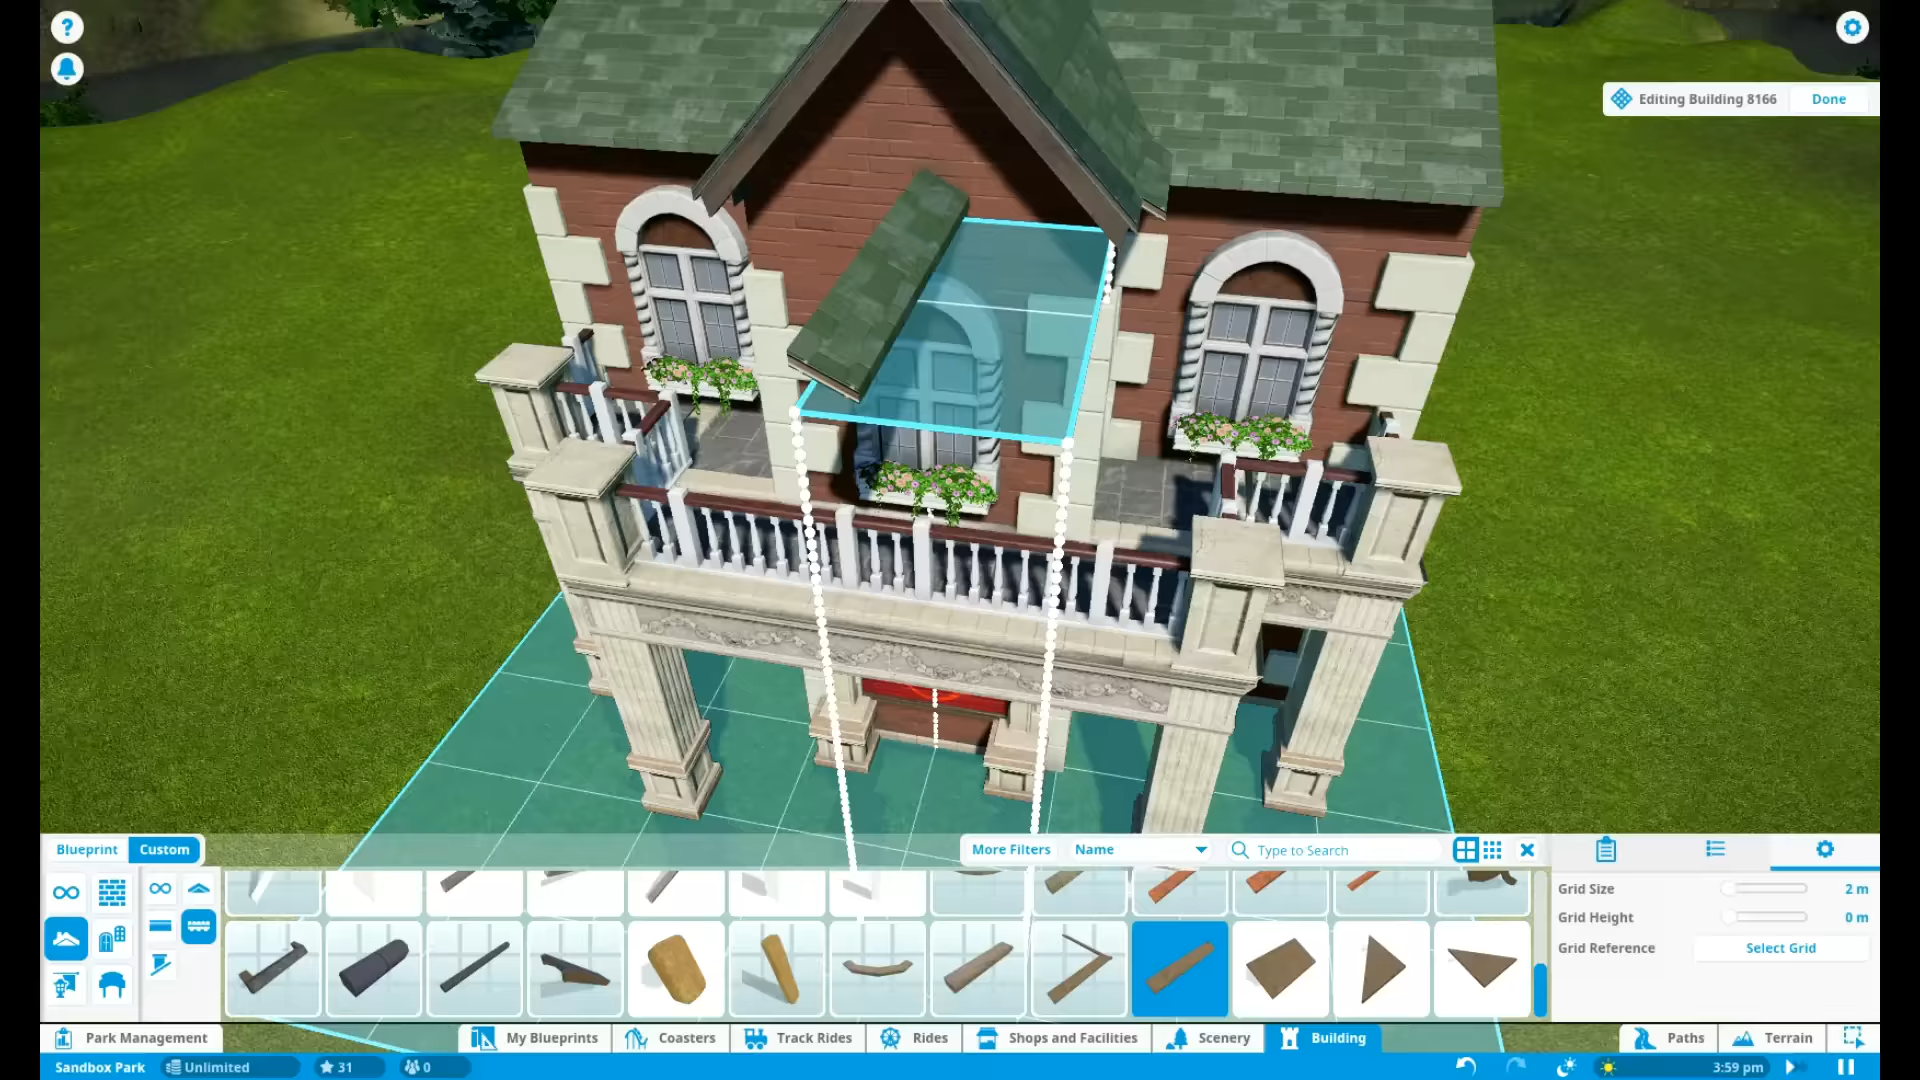 ?
Editing Building 8166 Done
Blueprint Custom
More Filters Name Type to Search
Grid Size 2 m
Grid Height 0 m
Grid Reference Select Grid
Park Management My Blueprints Coasters Track Rides Rides Shops and Facilities Scenery Building Paths Terrain
Sandbox Park Unlimited 31 0 3:59 pm